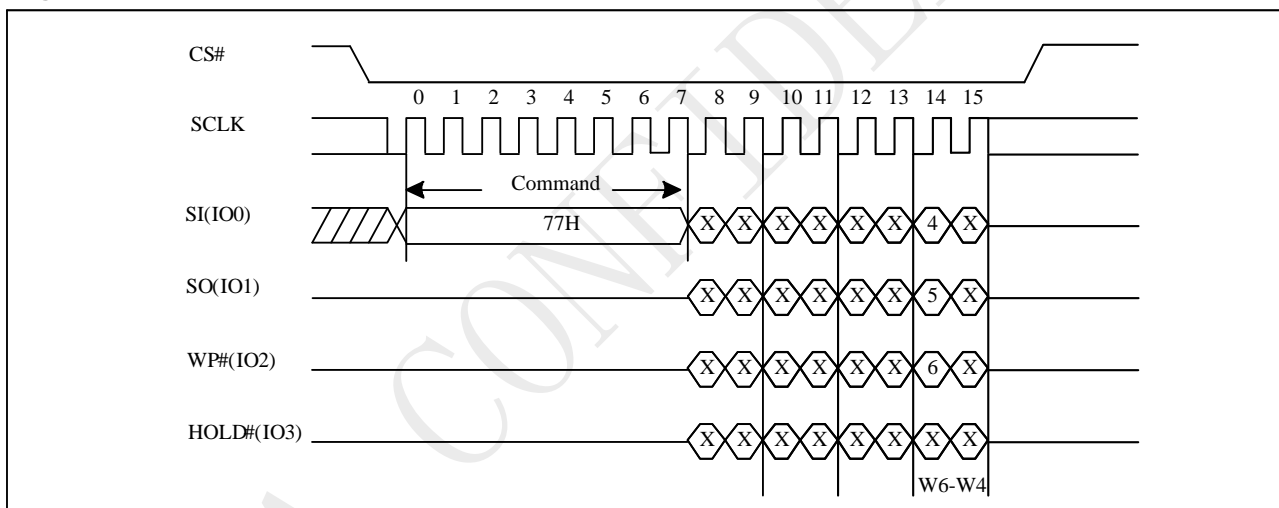 CS#
0 1 2 3 4 5 6 7 8 9 10 11 12 13 14 15
SCLK
Command
SI(IO0) 77H X X X X X X 4 X
SO(IO1) X X X X X X 5 X
WP#(IO2) X X X X X X 6 X
HOLD#(IO3) X X X X X X X X
W6-W4